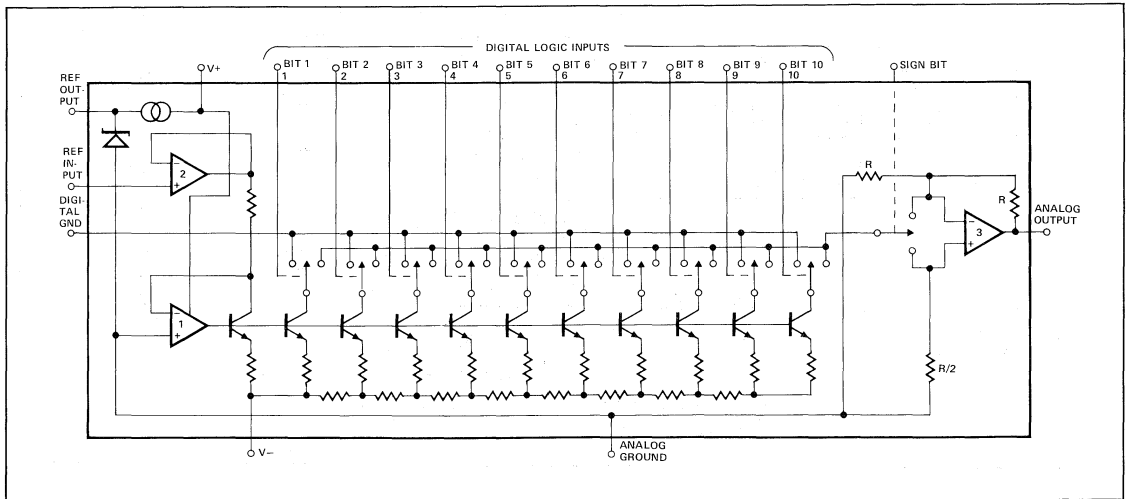 DIGITAL LOGIC INPUTS
V+
BIT 1
1
BIT 2
2
BIT 3
3
BIT 4
4
BIT 5
5
BIT 6
6
BIT 7
7
BIT 8
8
BIT 9
9
BIT 10
10
SIGN BIT
REF
OUT-
PUT
REF
IN-
PUT
DIGI-
TAL
GND
-
2
+
-
1
+
R
R
-
3
+
ANALOG
OUTPUT
R/2
V-
ANALOG
GROUND